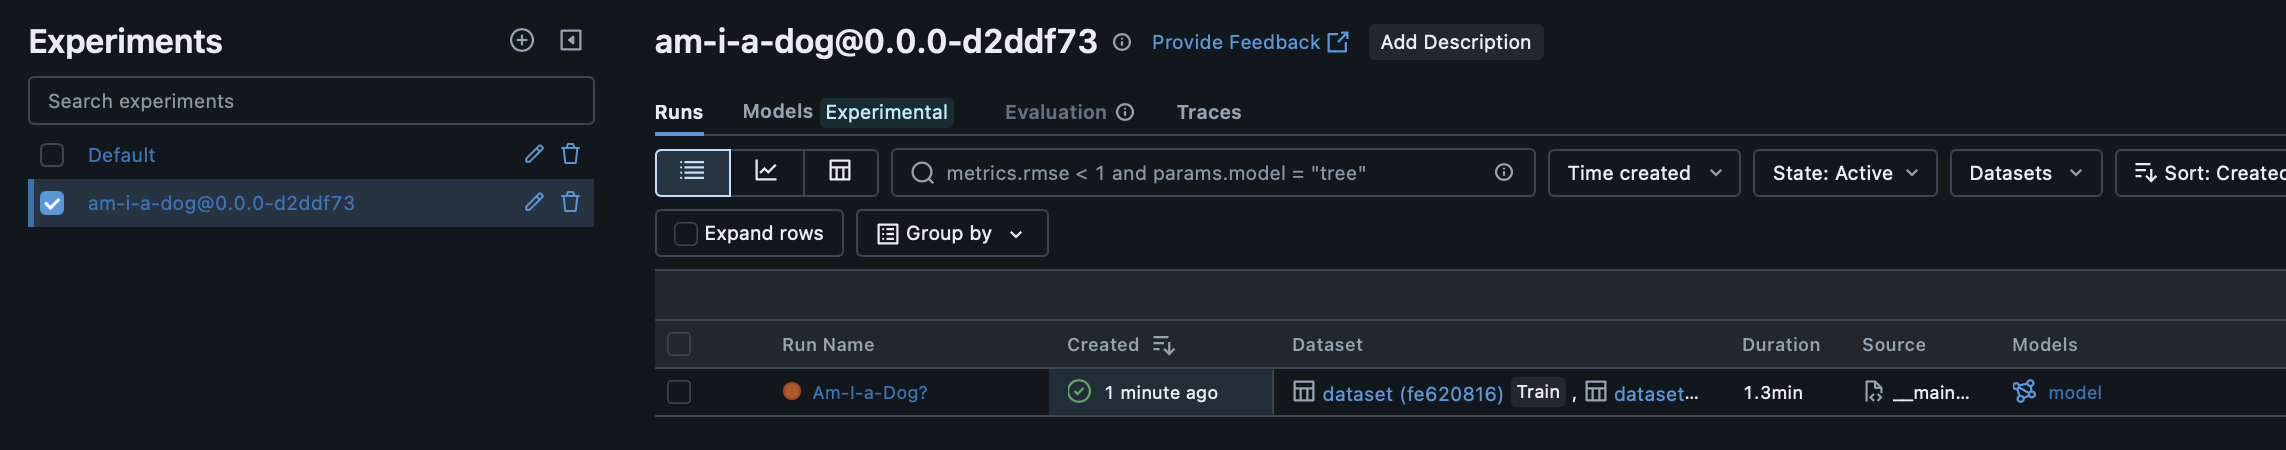 Experiments
Search experiments
Default
am-i-a-dog@0.0.0-d2ddf73
am-i-a-dog@0.0.0-d2ddf73 Provide Feedback Add Description
Runs Models Experimental Evaluation Traces
metrics.rmse < 1 and params.model = "tree" Time created State: Active Datasets Sort: Created
Expand rows Group by
Run Name Created Dataset Duration Source Models
Am-I-a-Dog? 1 minute ago dataset (fe620816) Train , dataset... 1.3min __main... model